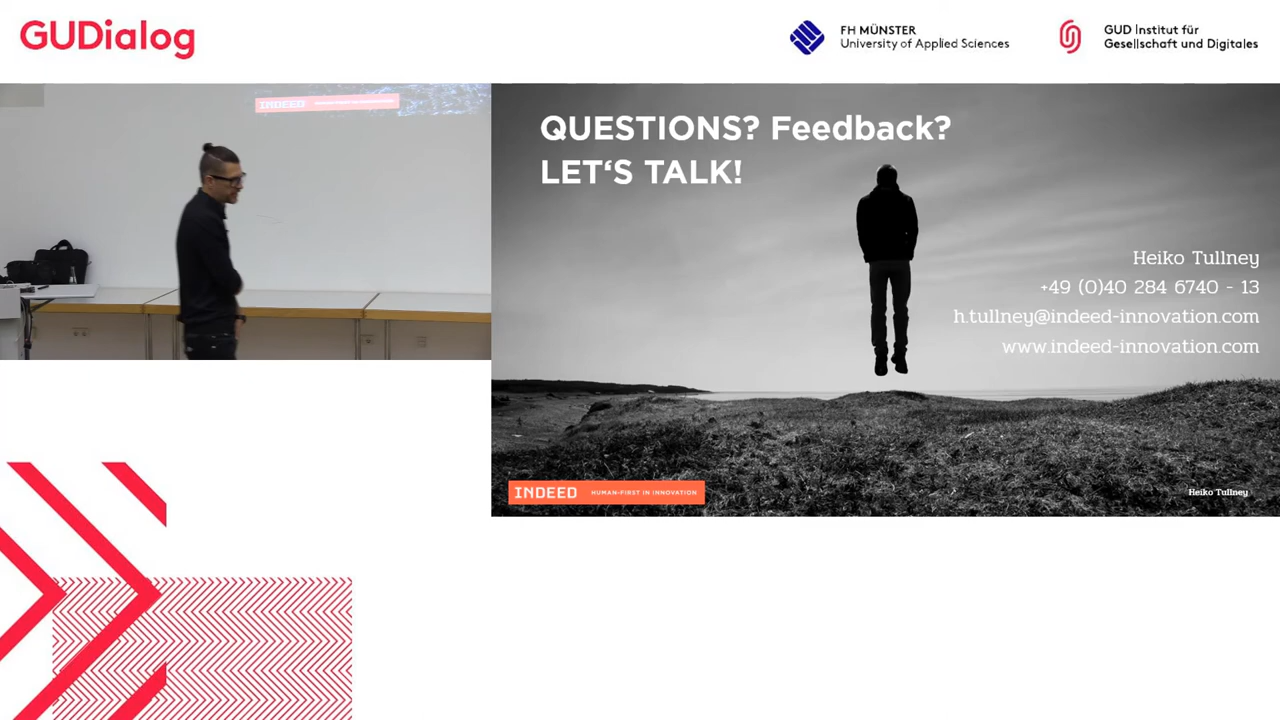 GUDialog
FH MÜNSTER
University of Applied Sciences
GUD Institut für
Gesellschaft und Digitales
INDEED
QUESTIONS? Feedback?
LET‘S TALK!
Heiko Tullney
+49 (0)40 284 6740 - 13
h.tullney@indeed-innovation.com
www.indeed-innovation.com
INDEED HUMAN-FIRST IN INNOVATION
Heiko Tullney